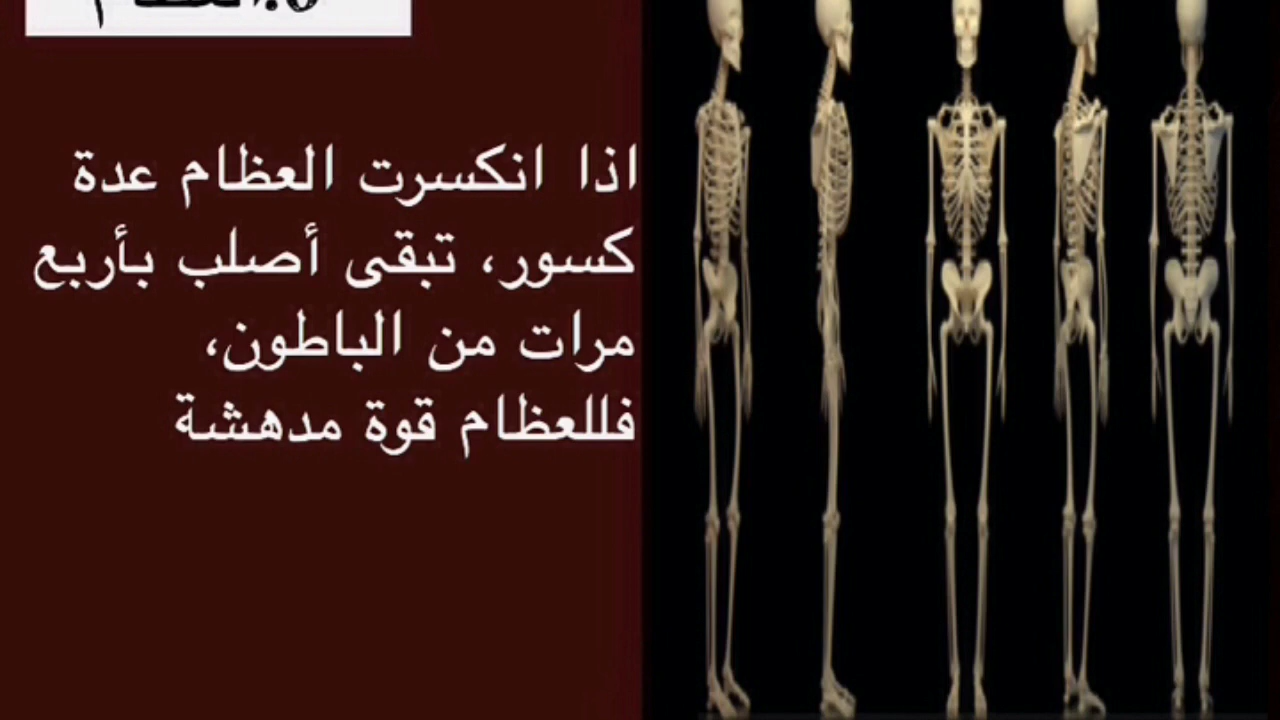 اذا انكسرت العظام عدة
كسور، تبقى أصلب بأربع
مرات من الباطون،
فللعظام قوة مدهشة